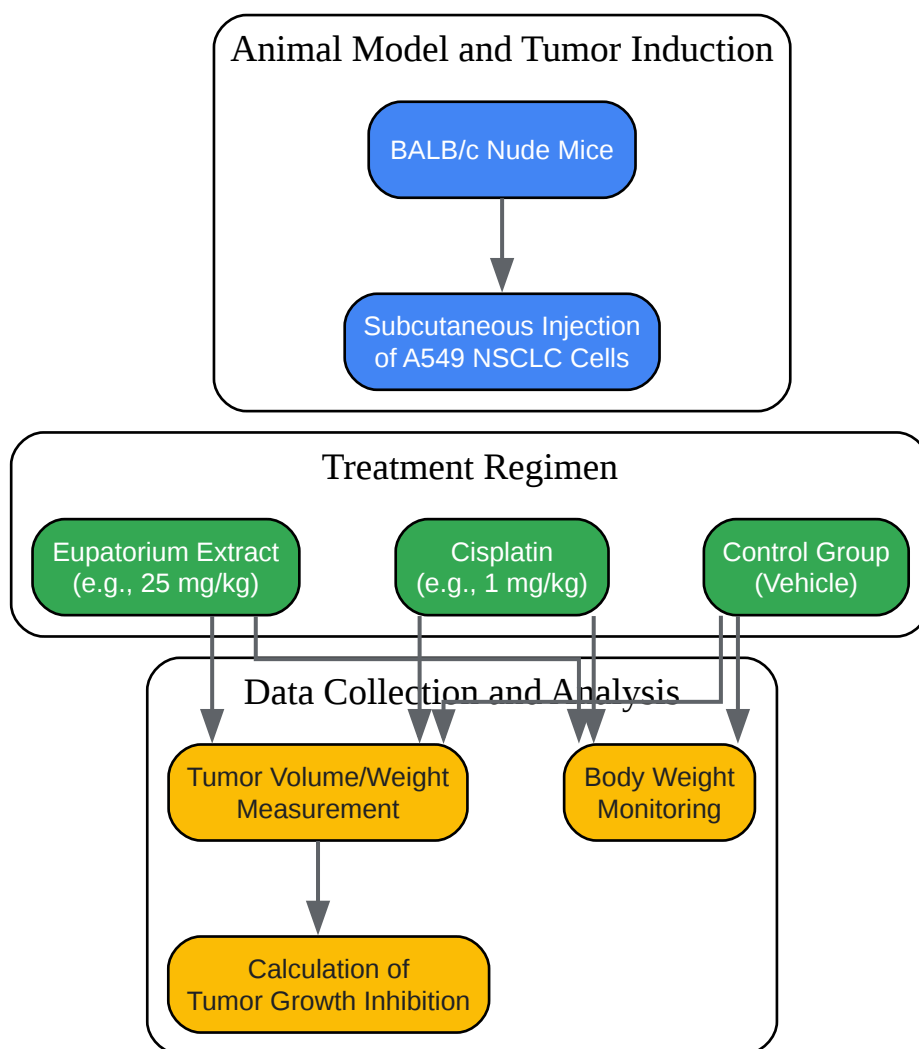 Animal Model and Tumor Induction
BALB/c Nude Mice
Subcutaneous Injection
of A549 NSCLC Cells
Treatment Regimen
Eupatorium Extract
(e.g., 25 mg/kg)
Cisplatin
(e.g., 1 mg/kg)
Control Group
(Vehicle)
Data Collection and Analysis
Tumor Volume/Weight
Measurement
Body Weight
Monitoring
Calculation of
Tumor Growth Inhibition